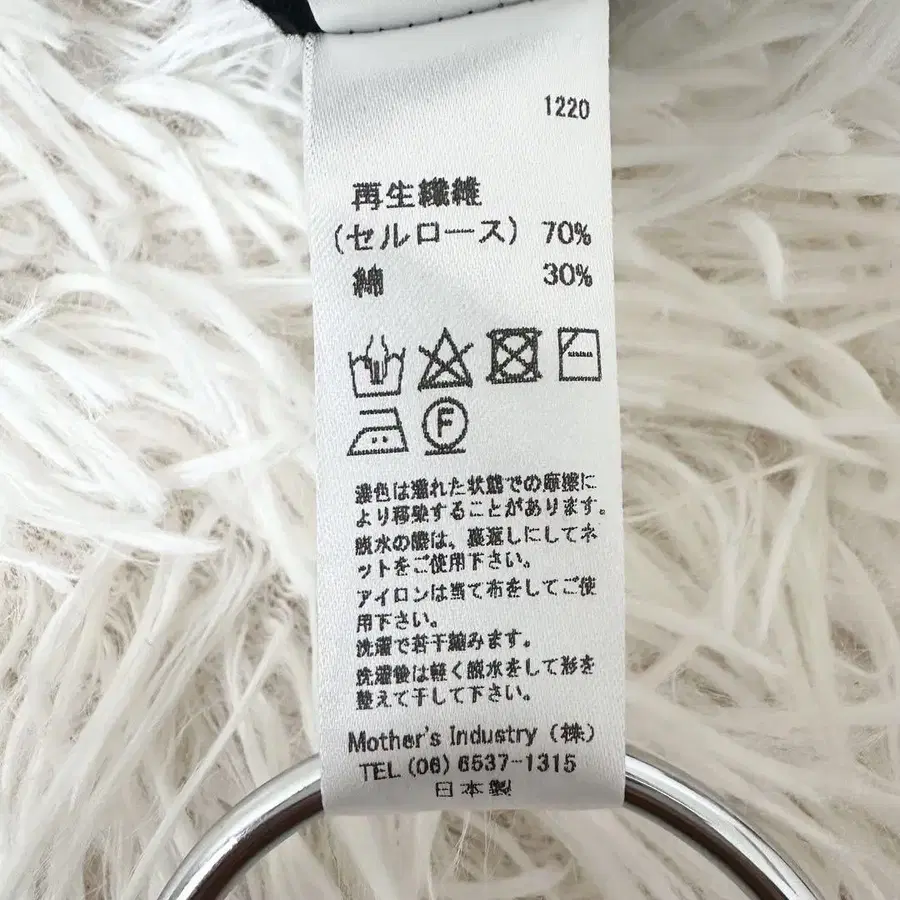 1220
再生繊維
(セルロース) 70%
綿 30%
F
濃色は濡れた状態での摩擦に
より移染することがあります。
脱水の際は、裏返しにしてネ
ットをご使用下さい。
アイロンは当て布をしてご使
用下さい。
洗濯で若干縮みます。
洗濯後は軽く脱水をして形を
整えて干して下さい。
Mother's Industry (株)
TEL (06) 6537-1315
日本製